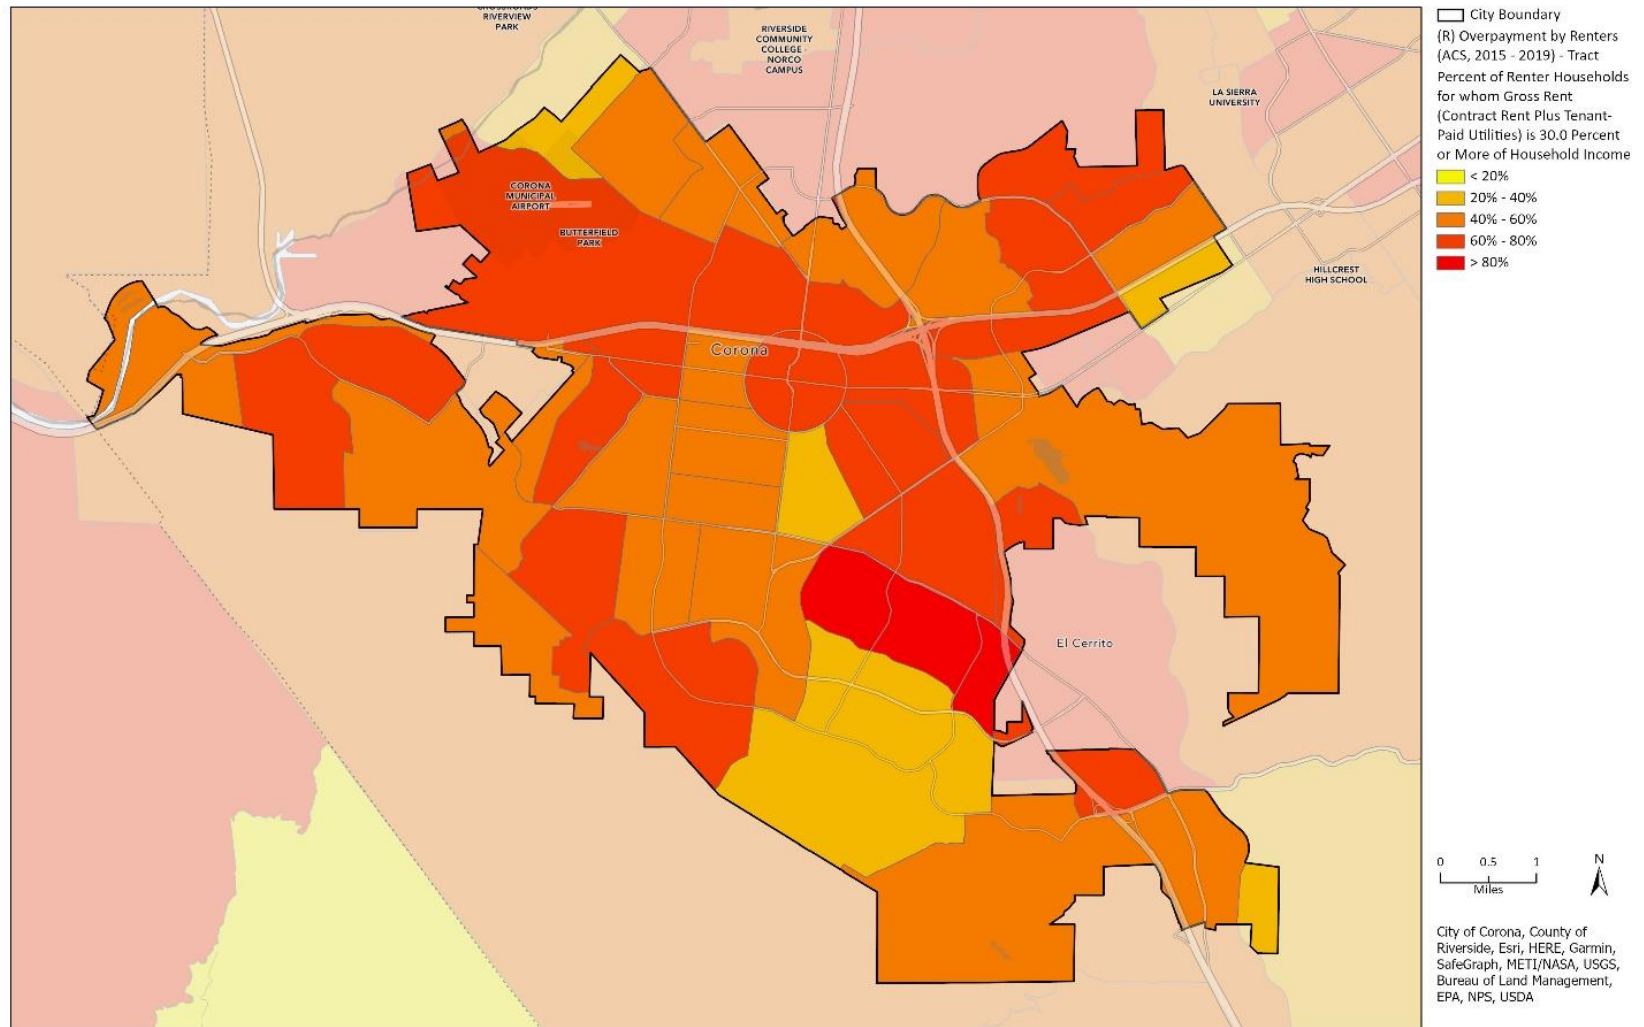 CROSSROADS
RIVERVIEW
PARK
RIVERSIDE
COMMUNITY
COLLEGE -
NORCO
CAMPUS
LA SIERRA
UNIVERSITY
CORONA
MUNICIPAL
AIRPORT
BUTTERFIELD
PARK
HILLCREST
HIGH SCHOOL
Corona
El Cerrito
City Boundary
(R) Overpayment by Renters
(ACS, 2015 - 2019) - Tract
Percent of Renter Households
for whom Gross Rent
(Contract Rent Plus Tenant-
Paid Utilities) is 30.0 Percent
or More of Household Income
< 20%
20% - 40%
40% - 60%
60% - 80%
> 80%
0 0.5 1
Miles
N
City of Corona, County of
Riverside, Esri, HERE, Garmin,
SafeGraph, METI/NASA, USGS,
Bureau of Land Management,
EPA, NPS, USDA